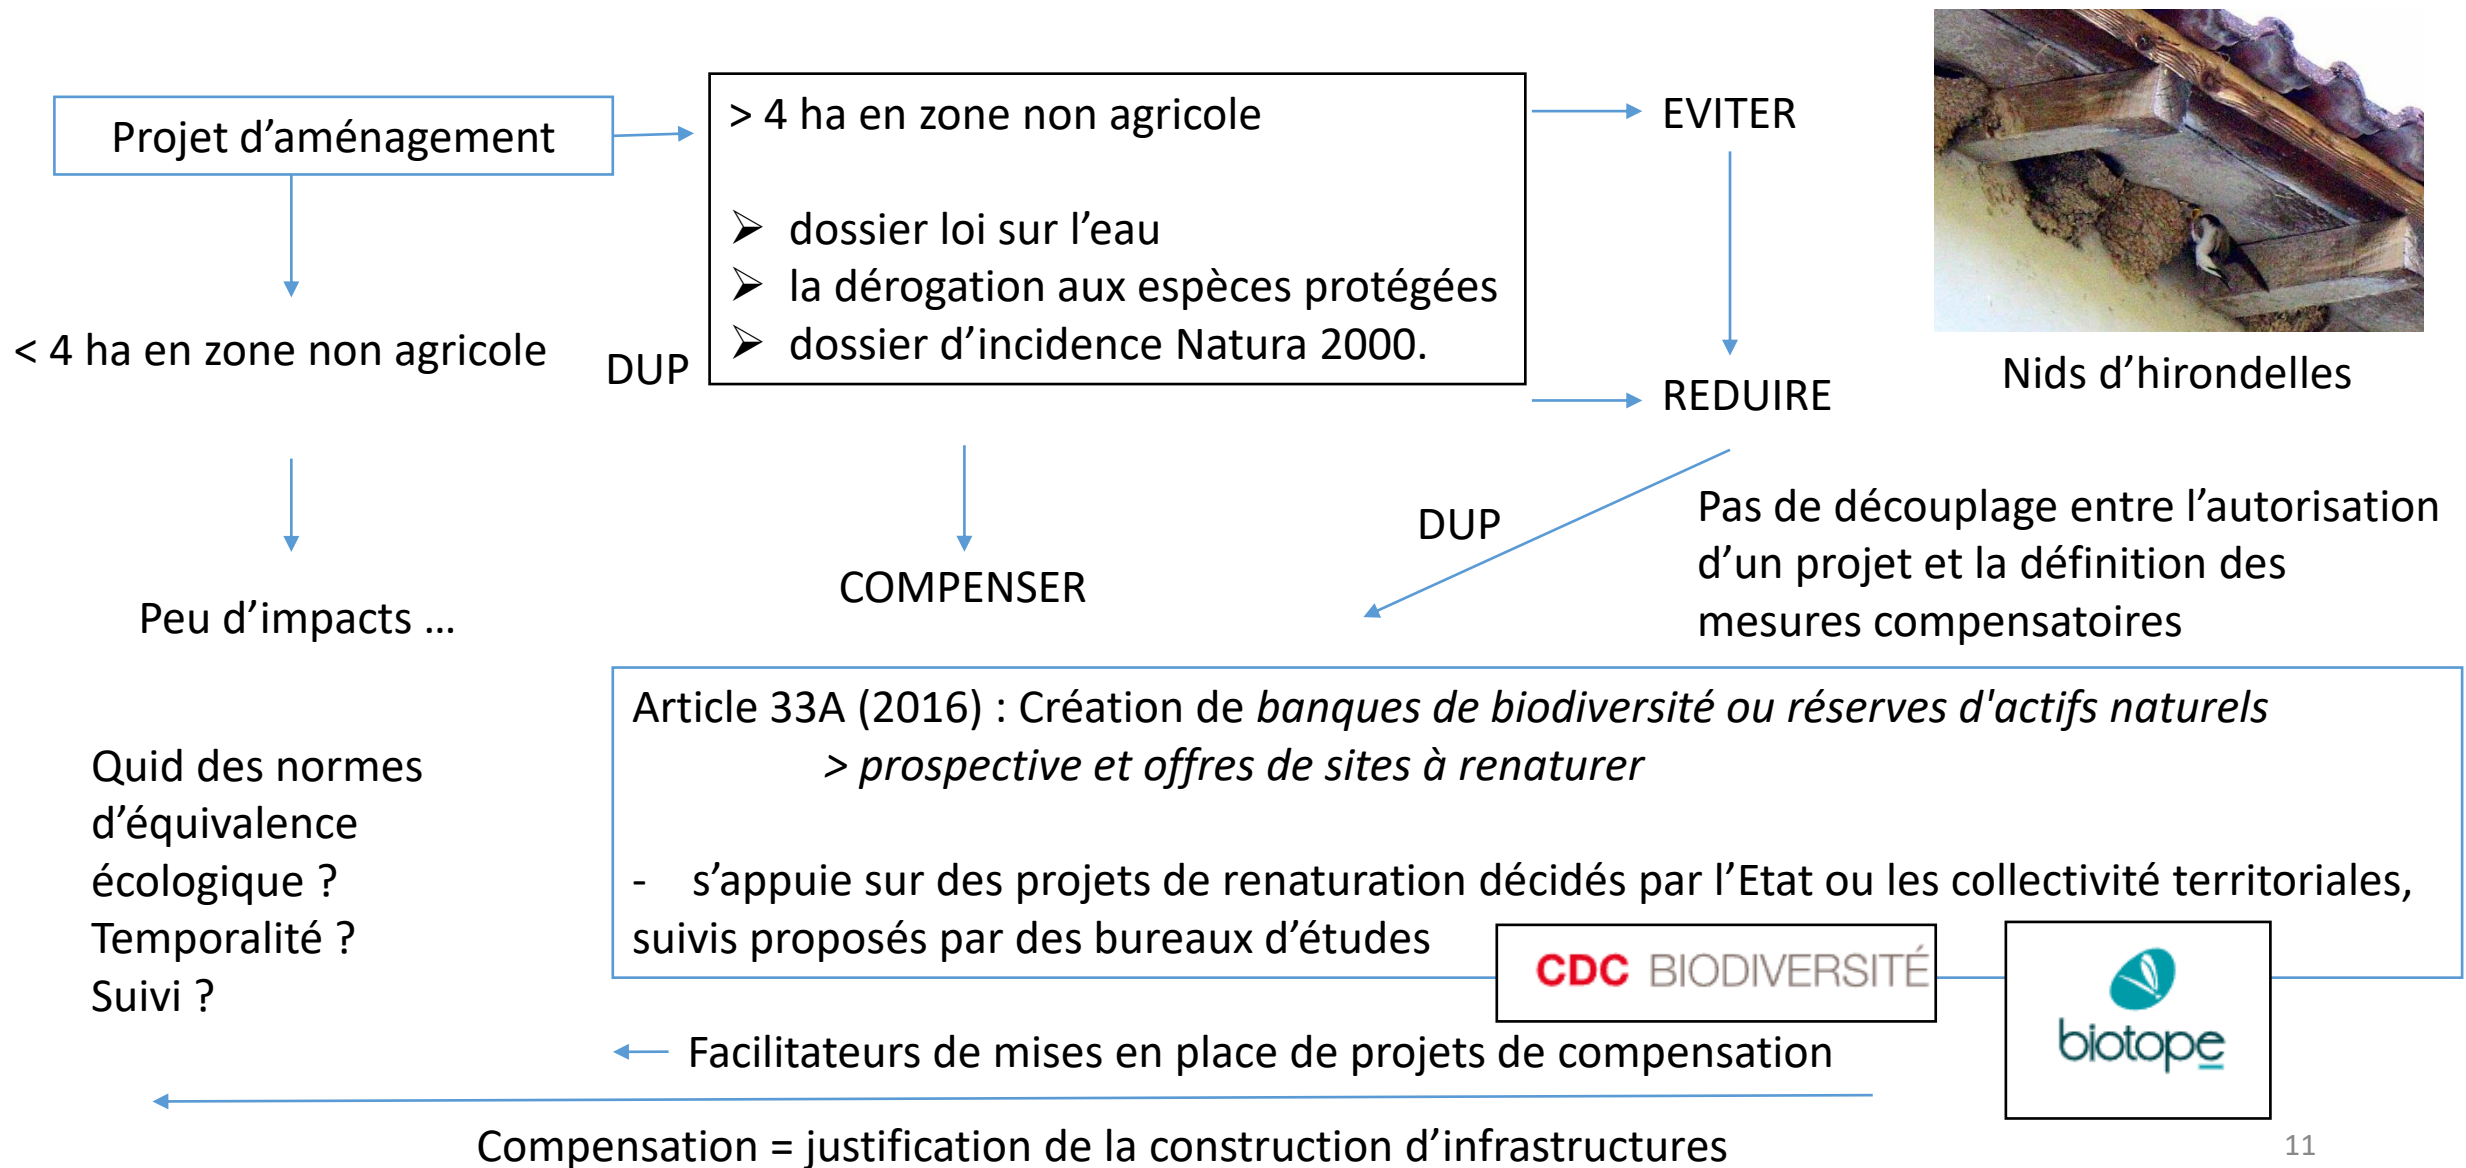 Projet d’aménagement
> 4 ha en zone non agricole
➢ dossier loi sur l’eau
➢ la dérogation aux espèces protégées
➢ dossier d’incidence Natura 2000.
EVITER
REDUIRE
Nids d’hirondelles
< 4 ha en zone non agricole
DUP
Peu d’impacts …
COMPENSER
DUP
Pas de découplage entre l’autorisation
d’un projet et la définition des
mesures compensatoires
Quid des normes
d’équivalence
écologique ?
Temporalité ?
Suivi ?
Article 33A (2016) : Création de banques de biodiversité ou réserves d'actifs naturels
> prospective et offres de sites à renaturer
- s’appuie sur des projets de renaturation décidés par l’Etat ou les collectivité territoriales,
suivis proposés par des bureaux d’études
CDC BIODIVERSITÉ
biotope
Facilitateurs de mises en place de projets de compensation
Compensation = justification de la construction d’infrastructures
11